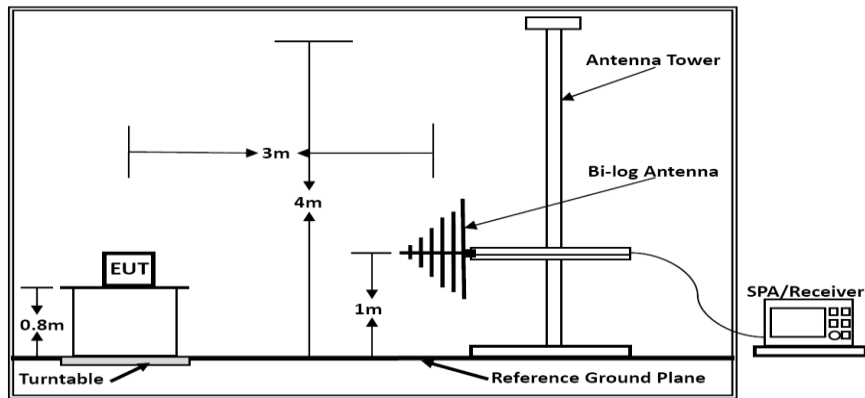 Antenna Tower
3m
Bi-log Antenna
4m
EUT
SPA/Receiver
0.8m
1m
Turntable
Reference Ground Plane